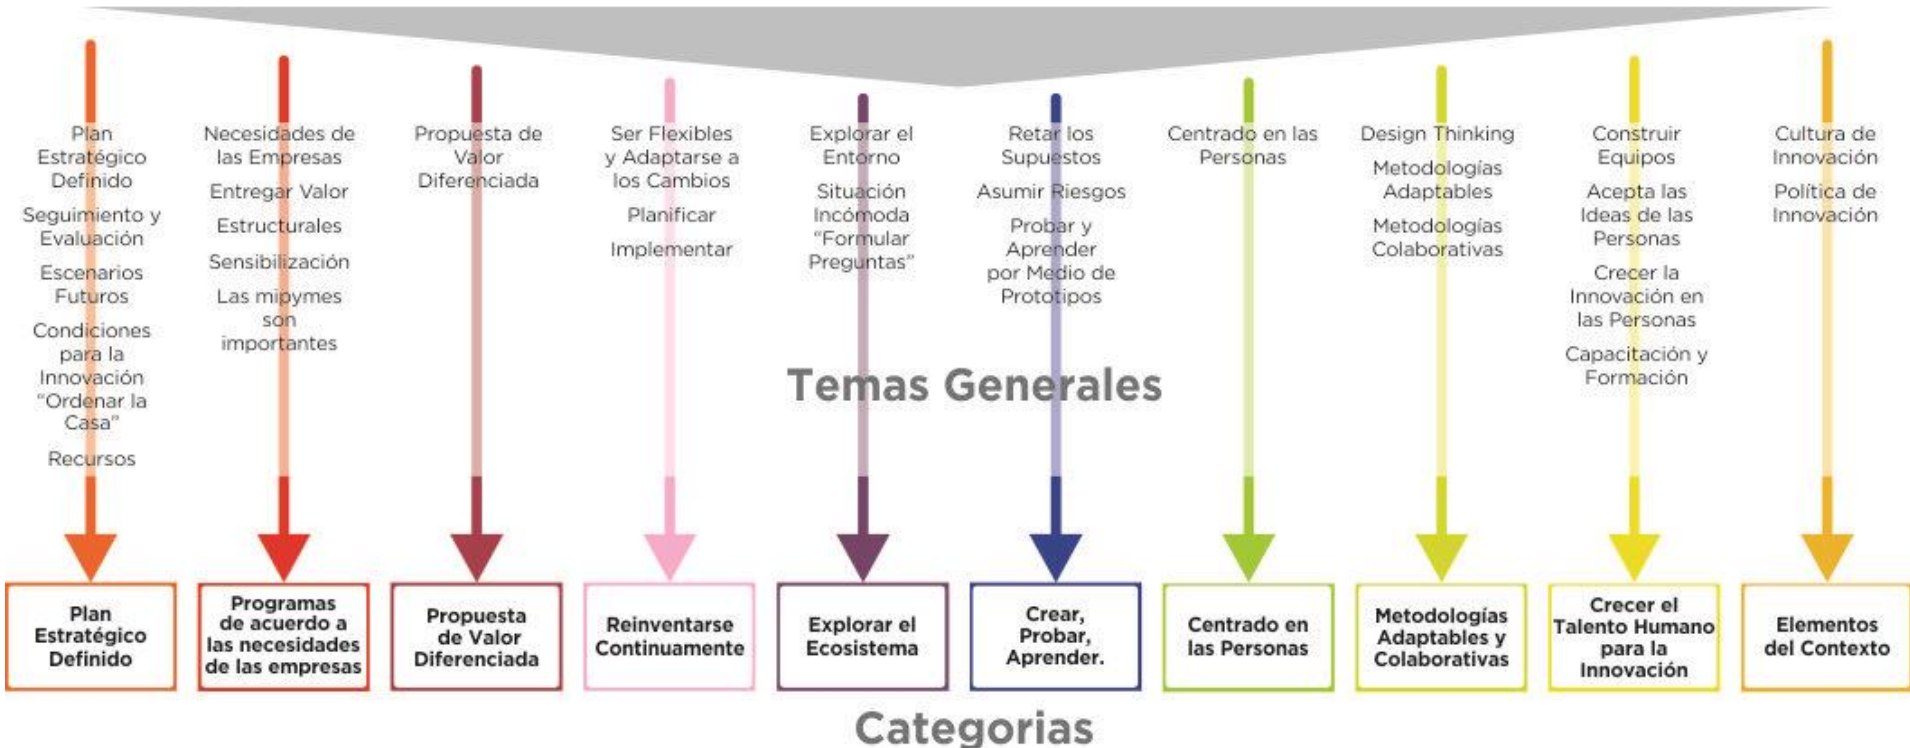 Plan
Estratégico
Definido
Seguimiento y
Evaluación
Escenarios
Futuros
Condiciones
para la
Innovación
“Ordenar la
Casa”
Recursos
Necesidades de
las Empresas
Entregar Valor
Estructurales
Sensibilización
Las mipymes
son
importantes
Propuesta de
Valor
Diferenciada
Ser Flexibles
y Adaptarse a
los Cambios
Planificar
Implementar
Explorar el
Entorno
Situación
Incómoda
“Formular
Preguntas”
Retar los
Supuestos
Asumir Riesgos
Probar y
Aprender
por Medio de
Prototipos
Centrado en las
Personas
Design Thinking
Metodologías
Adaptables
Metodologías
Colaborativas
Construir
Equipos
Acepta las
Ideas de las
Personas
Crecer la
Innovación en
las Personas
Capacitación y
Formación
Cultura de
Innovación
Política de
Innovación
Temas Generales
Plan
Estratégico
Definido
Programas
de acuerdo a
las necesidades
de las empresas
Propuesta
de Valor
Diferenciada
Reinventarse
Continuamente
Explorar el
Ecosistema
Crear,
Probar,
Aprender.
Centrado en
las Personas
Metodologías
Adaptables y
Colaborativas
Crecer el
Talento Humano
para la
Innovación
Elementos
del Contexto
Categorias